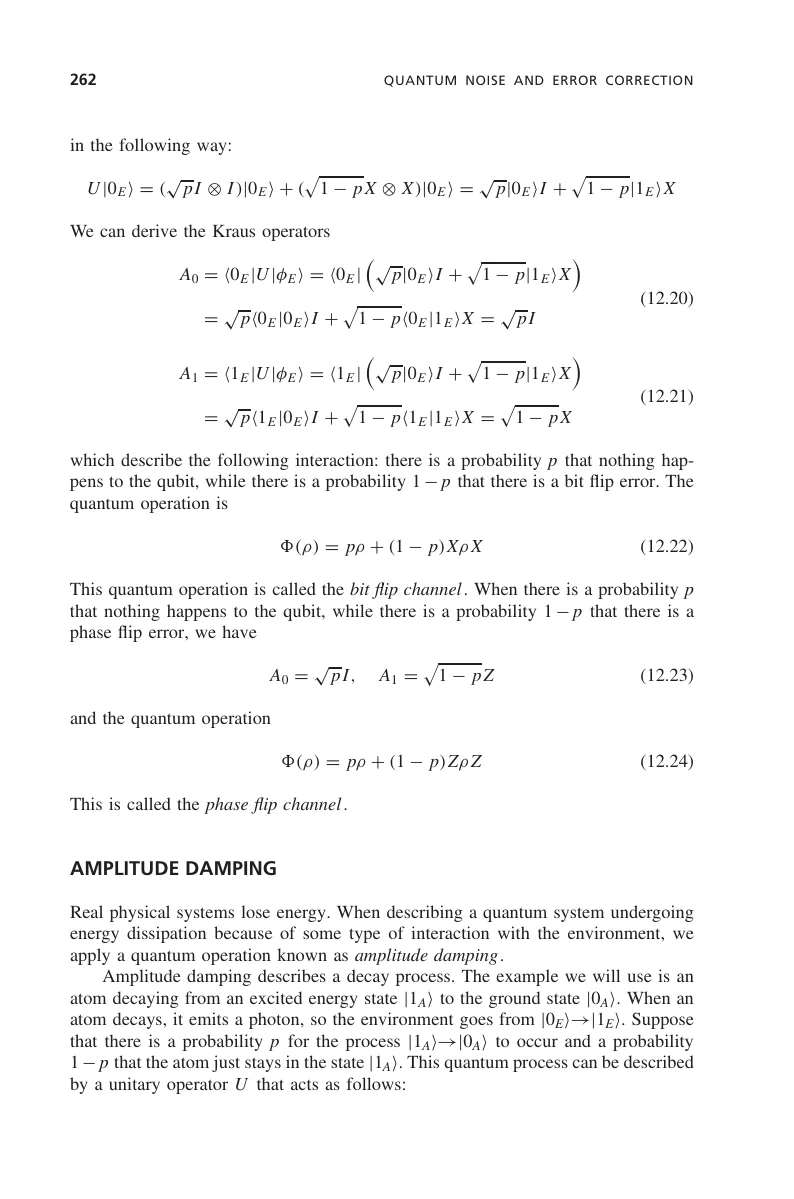 262 QUANTUM NOISE AND ERROR CORRECTION
in the following way:
U|0_E⟩ = (√p I ⊗ I)|0_E⟩ + (√(1 − p) X ⊗ X)|0_E⟩ = √p|0_E⟩I + √(1 − p)|1_E⟩X
We can derive the Kraus operators
A₀ = ⟨0_E|U|ϕ_E⟩ = ⟨0_E| (√p|0_E⟩I + √(1 − p)|1_E⟩X)
= √p⟨0_E|0_E⟩I + √(1 − p)⟨0_E|1_E⟩X = √p I
(12.20)
A₁ = ⟨1_E|U|ϕ_E⟩ = ⟨1_E| (√p|0_E⟩I + √(1 − p)|1_E⟩X)
= √p⟨1_E|0_E⟩I + √(1 − p)⟨1_E|1_E⟩X = √(1 − p) X
(12.21)
which describe the following interaction: there is a probability p that nothing hap-
pens to the qubit, while there is a probability 1 − p that there is a bit flip error. The
quantum operation is
Φ(ρ) = pρ + (1 − p)XρX (12.22)
This quantum operation is called the bit flip channel. When there is a probability p
that nothing happens to the qubit, while there is a probability 1 − p that there is a
phase flip error, we have
A₀ = √p I, A₁ = √(1 − p) Z (12.23)
and the quantum operation
Φ(ρ) = pρ + (1 − p)ZρZ (12.24)
This is called the phase flip channel.
AMPLITUDE DAMPING
Real physical systems lose energy. When describing a quantum system undergoing
energy dissipation because of some type of interaction with the environment, we
apply a quantum operation known as amplitude damping.
Amplitude damping describes a decay process. The example we will use is an
atom decaying from an excited energy state |1_A⟩ to the ground state |0_A⟩. When an
atom decays, it emits a photon, so the environment goes from |0_E⟩→|1_E⟩. Suppose
that there is a probability p for the process |1_A⟩→|0_A⟩ to occur and a probability
1 − p that the atom just stays in the state |1_A⟩. This quantum process can be described
by a unitary operator U that acts as follows: